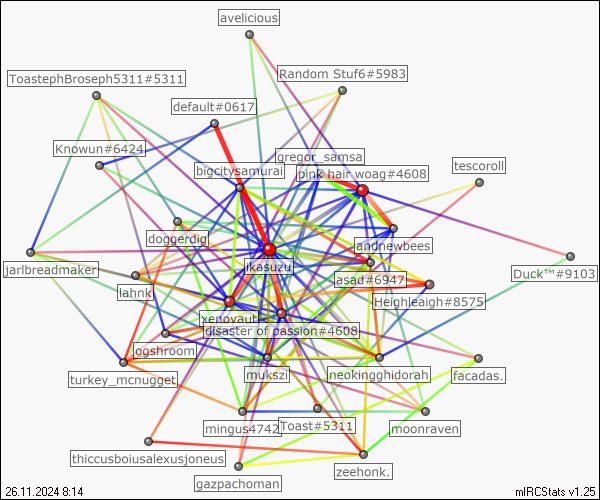 avelicious
ToastephBroseph5311#5311
Random Stuf6#5983
default#0617
Knowun#6424
gregor_samsa
bigcitysamurai
pink hair woag#4608
tescoroll
doggerdig
andnewbees
jarlbreadmaker
ikasuzu
Duck™#9103
lahnk
asad#6947
Heighleaigh#8575
xenovault
disaster of passion#4608
ogshroom
turkey_mcnugget
mukszi
neokingghidorah
facadas.
mingus4742
Toast#5311
moonraven
thiccusboiusalexusjoneus
zeehonk.
gazpachoman
26.11.2024 8:14
mIRCStats v1.25